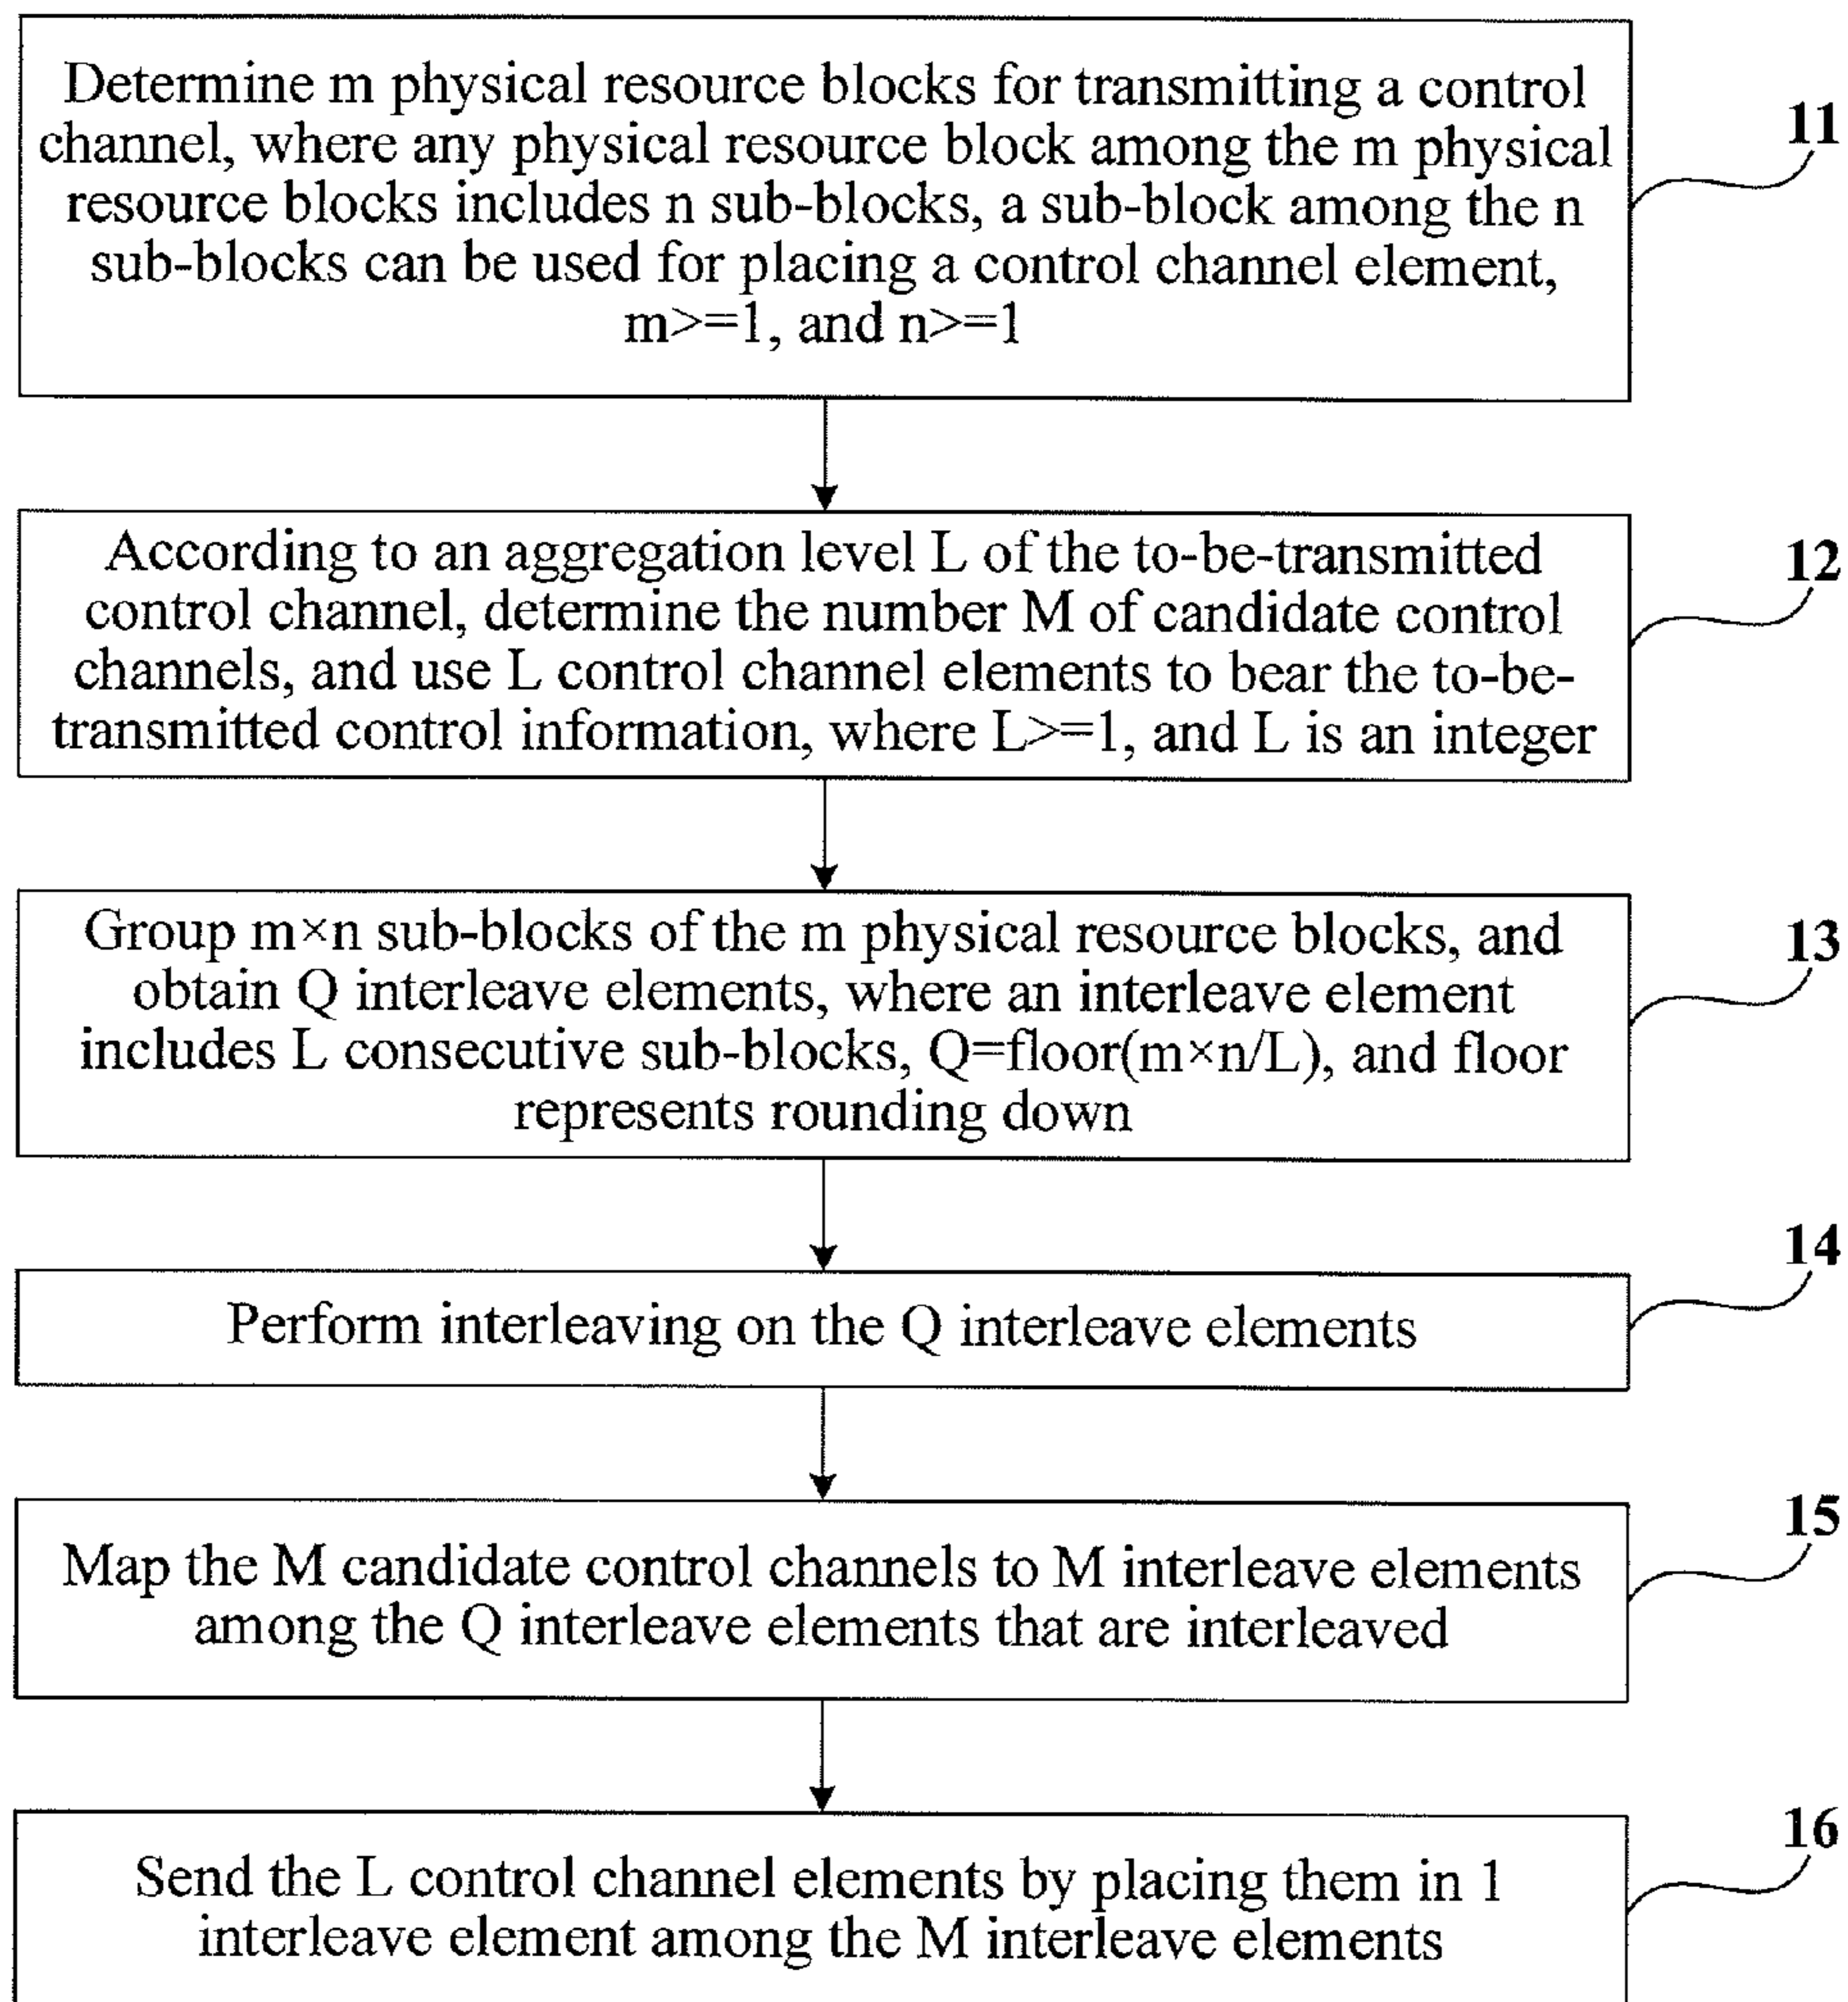 Determine m physical resource blocks for transmitting a control
channel, where any physical resource block among the m physical
resource blocks includes n sub-blocks, a sub-block among the n
sub-blocks can be used for placing a control channel element,
m>=1, and n>=1
11
According to an aggregation level L of the to-be-transmitted
control channel, determine the number M of candidate control
channels, and use L control channel elements to bear the to-be-
transmitted control information, where L>=1, and L is an integer
12
Group m×n sub-blocks of the m physical resource blocks, and
obtain Q interleave elements, where an interleave element
includes L consecutive sub-blocks, Q=floor(m×n/L), and floor
represents rounding down
13
Perform interleaving on the Q interleave elements
14
Map the M candidate control channels to M interleave elements
among the Q interleave elements that are interleaved
15
Send the L control channel elements by placing them in 1
interleave element among the M interleave elements
16